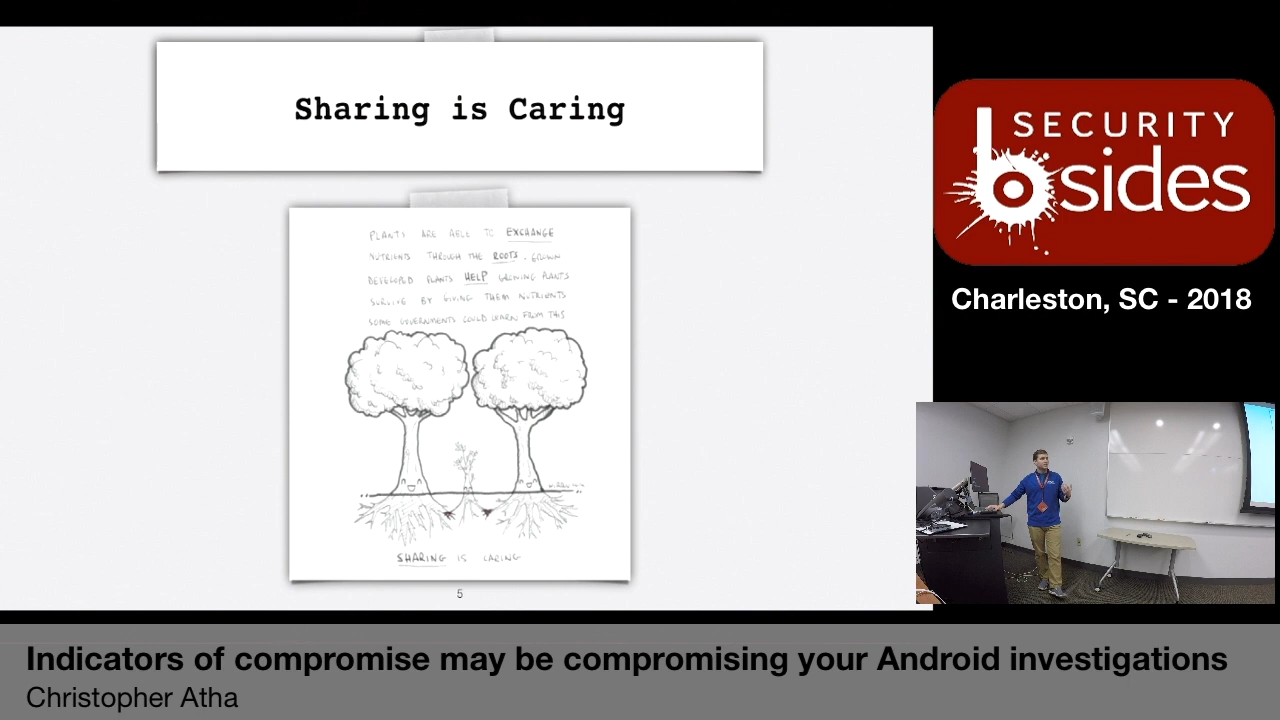 Sharing is Caring
PLANTS ARE ABLE TO EXCHANGE
NUTRIENTS THROUGH THE ROOTS. GROWN
DEVELOPED PLANTS HELP GROWING PLANTS
SURVIVE BY GIVING THEM NUTRIENTS
SOME GOVERNMENTS COULD LEARN FROM THIS
SHARING IS CARING
5
SECURITY
bsides
Charleston, SC - 2018
Indicators of compromise may be compromising your Android investigations
Christopher Atha